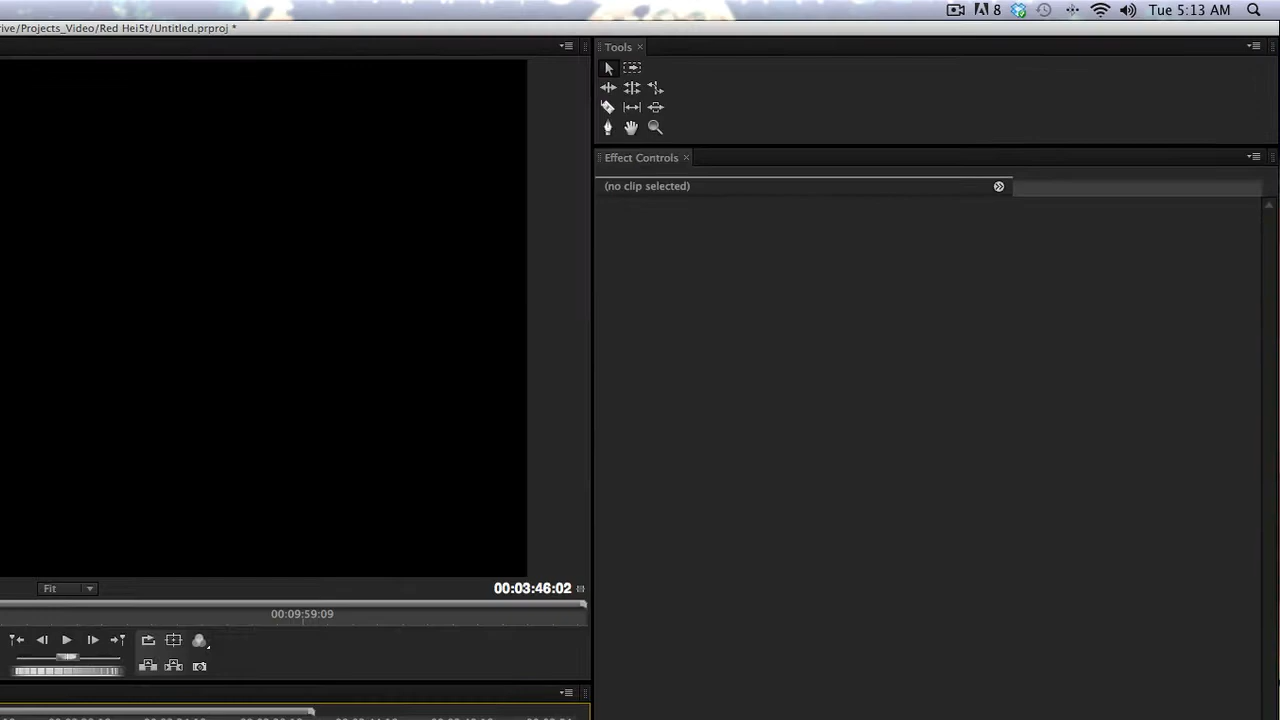 8 Tue 5:13 AM
rive/Projects_Video/Red Hei5t/Untitled.prproj *
Tools
Effect Controls
(no clip selected)
Fit
00:03:46:02
00:09:59:09